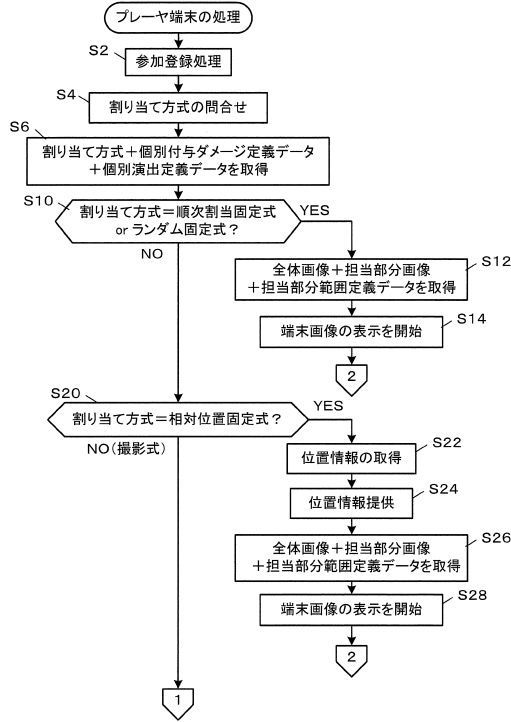 プレーヤ端末の処理
S2
参加登録処理
S4
割り当て方式の問合せ
S6
割り当て方式＋個別付与ダメージ定義データ
＋個別演出定義データを取得
S10
割り当て方式＝順次割当固定式
or ランダム固定式？
YES
NO
S12
全体画像＋担当部分画像
＋担当部分範囲定義データを取得
S14
端末画像の表示を開始
2
S20
割り当て方式＝相対位置固定式？
YES
NO（撮影式）
S22
位置情報の取得
S24
位置情報提供
S26
全体画像＋担当部分画像
＋担当部分範囲定義データを取得
S28
端末画像の表示を開始
2
1